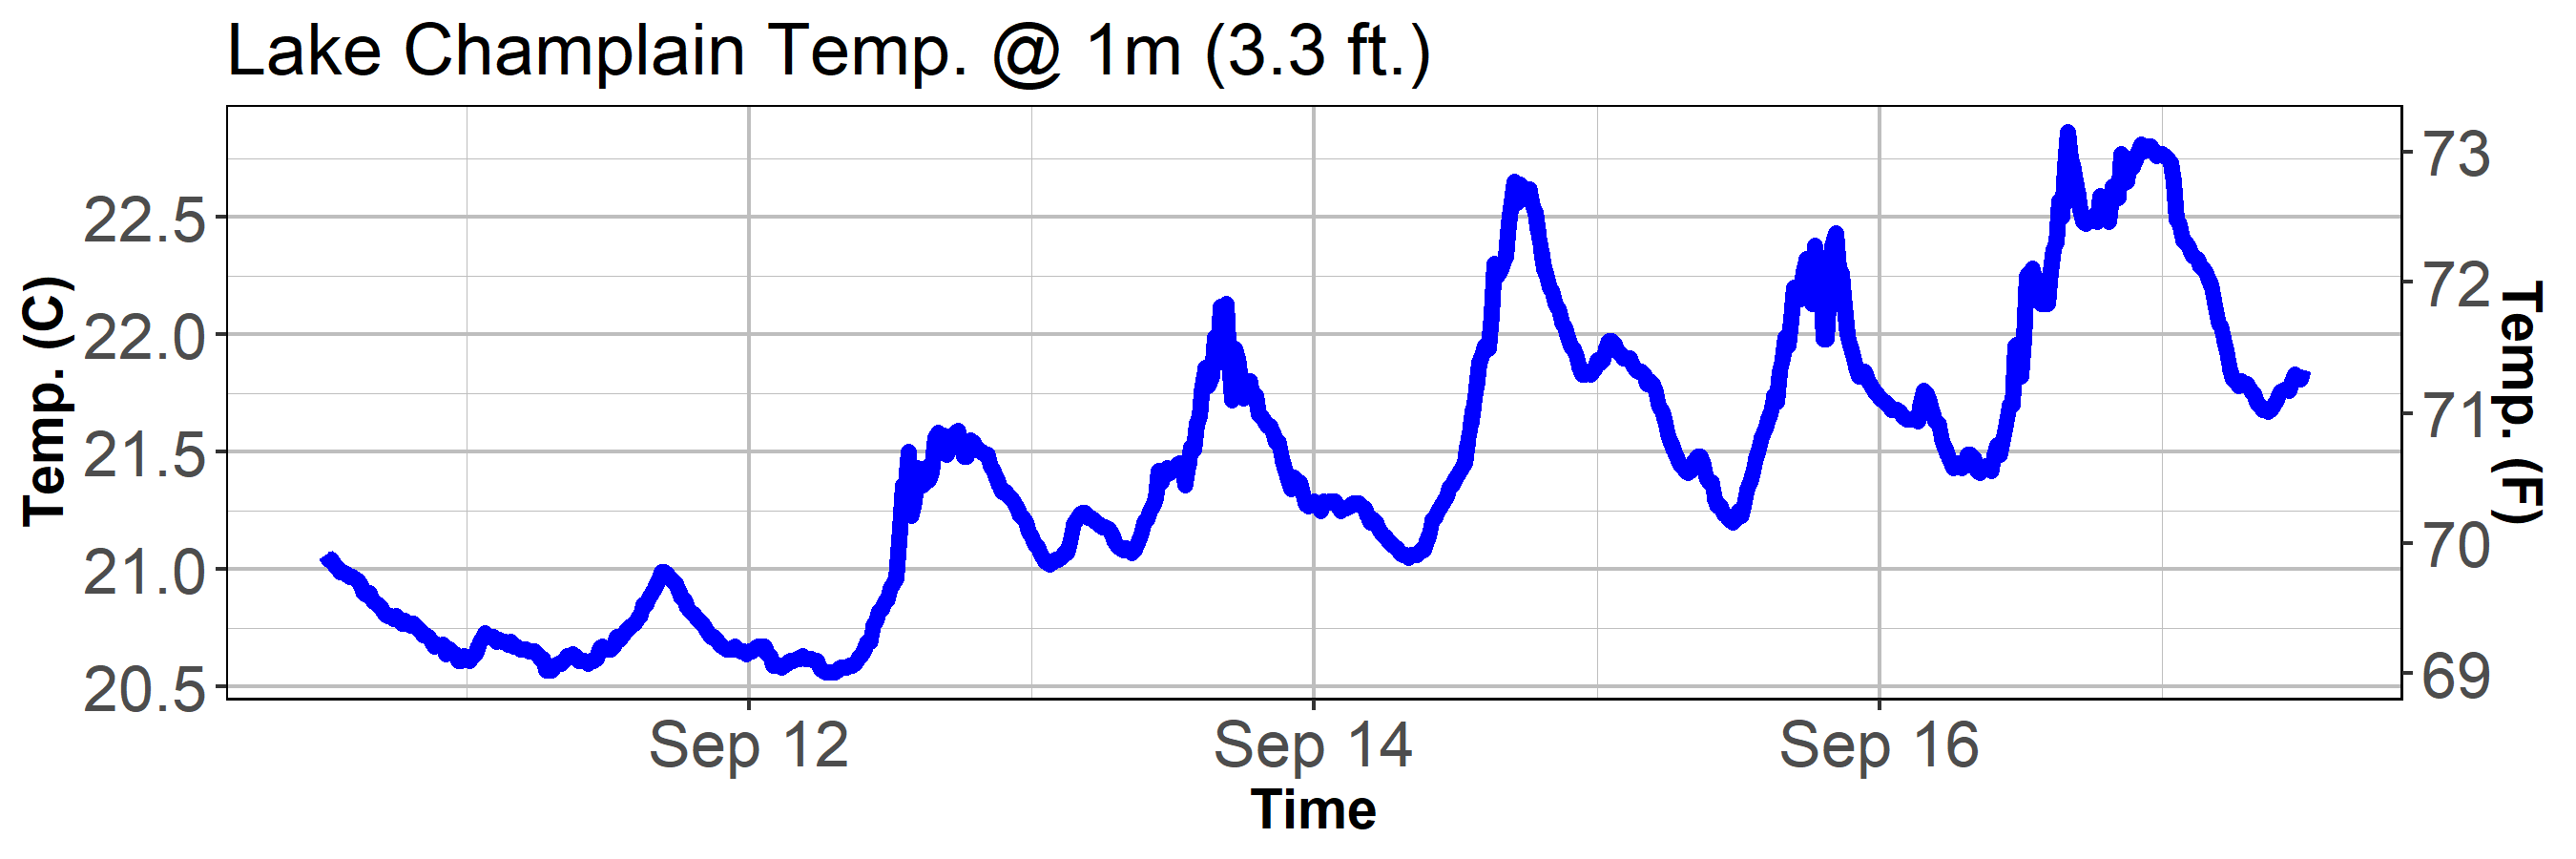 Lake Champlain Temp. @ 1m (3.3 ft.)
Temp. (C)
22.5
22.0
21.5
21.0
20.5
73
72
71
70
69
Temp. (F)
Sep 12
Sep 14
Sep 16
Time